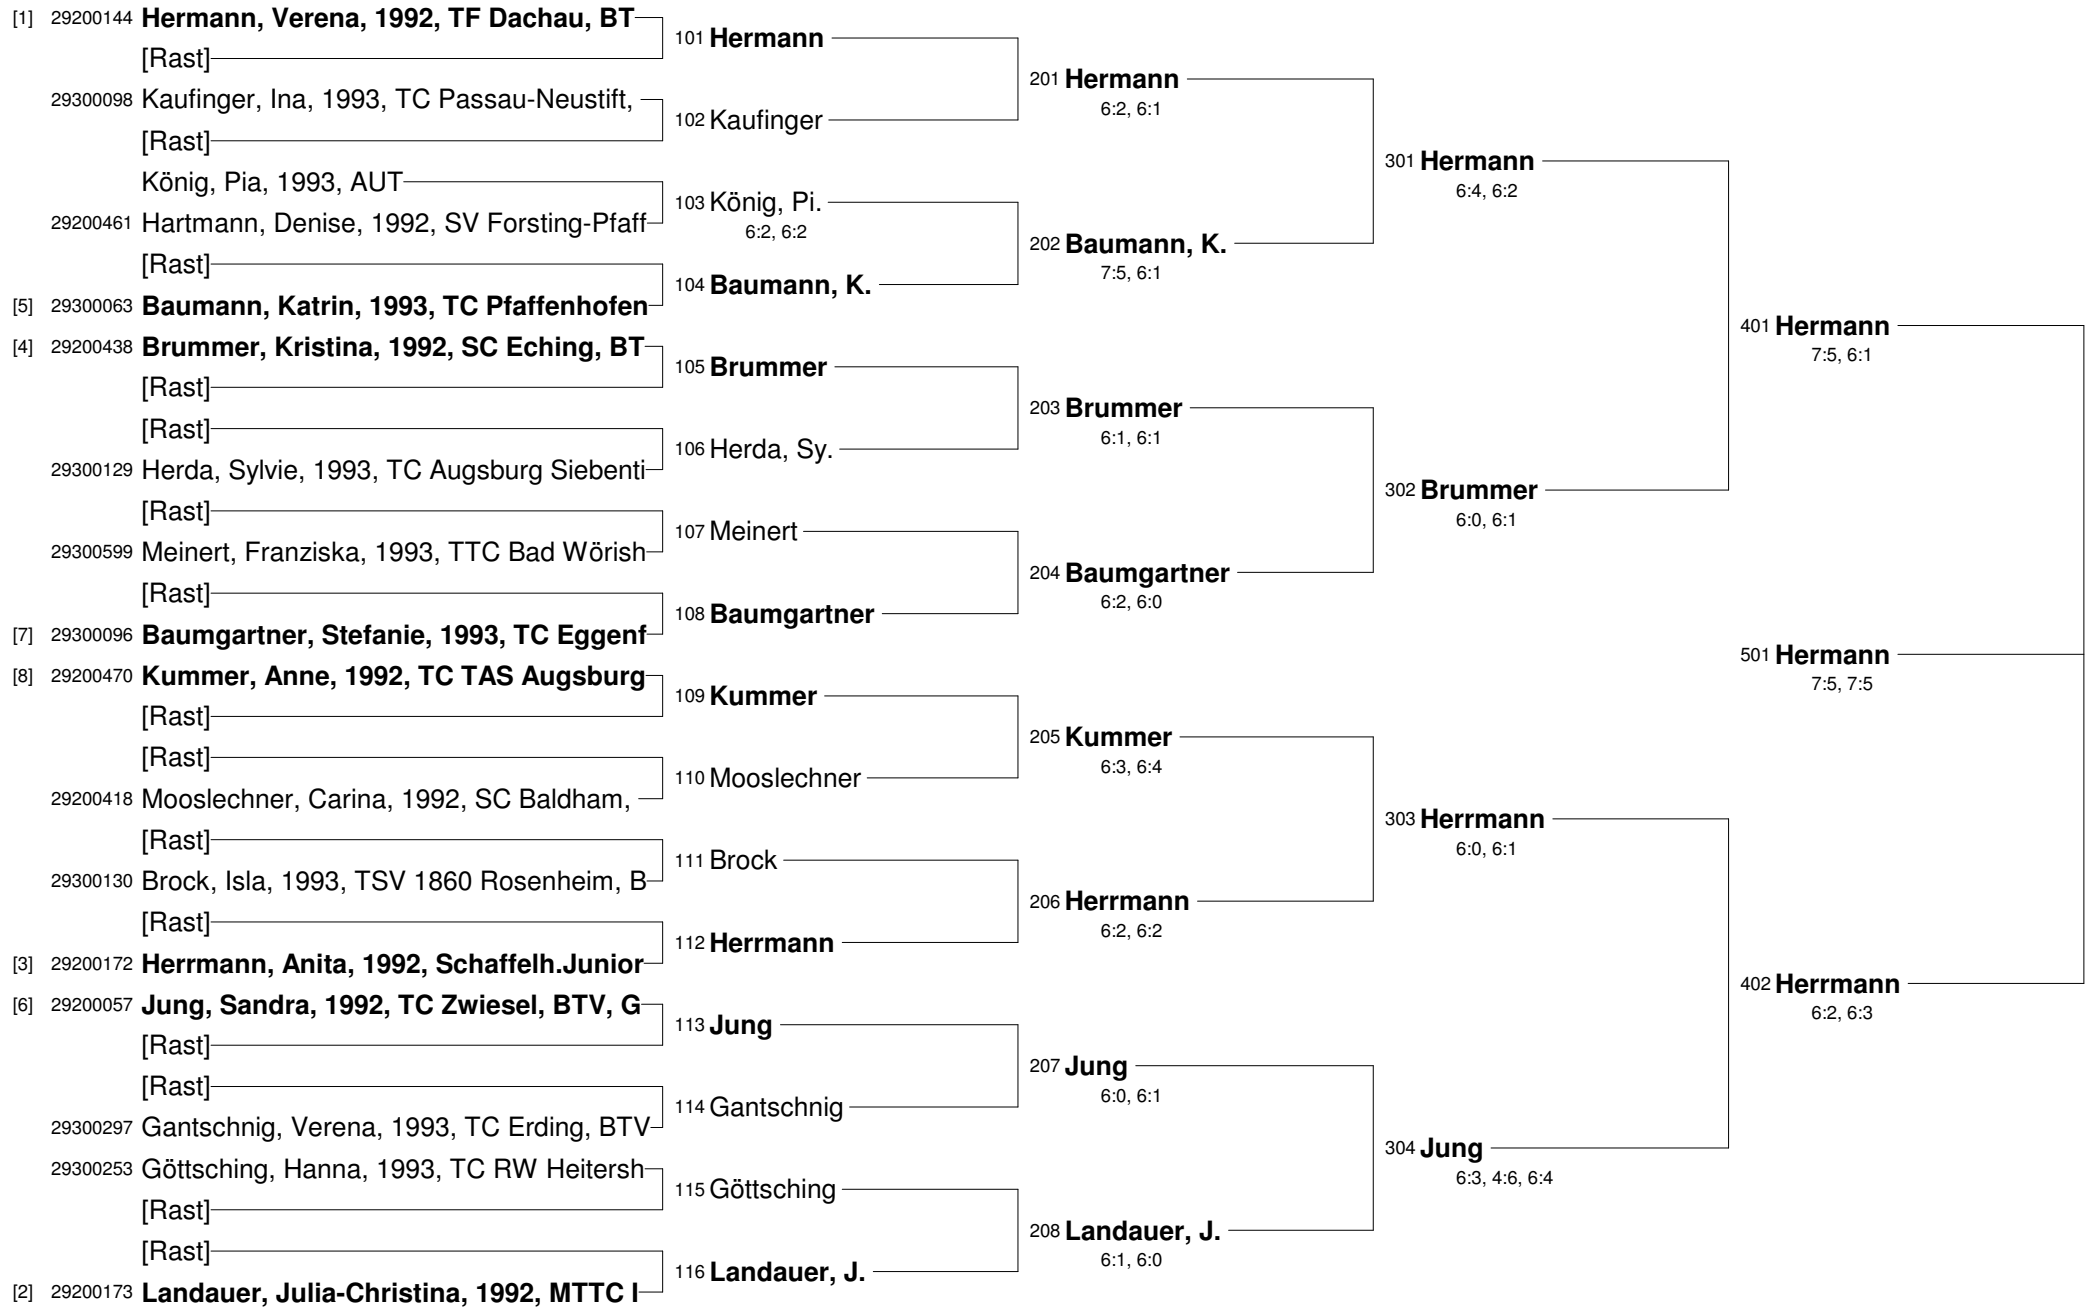 [1] 29200144 Hermann, Verena, 1992, TF Dachau, BT
[Rast]
29300098 Kaufinger, Ina, 1993, TC Passau-Neustift,
[Rast]
König, Pia, 1993, AUT
29200461 Hartmann, Denise, 1992, SV Forsting-Pfaff
[Rast]
[5] 29300063 Baumann, Katrin, 1993, TC Pfaffenhofen
[4] 29200438 Brummer, Kristina, 1992, SC Eching, BT
[Rast]
[Rast]
29300129 Herda, Sylvie, 1993, TC Augsburg Siebenti
[Rast]
29300599 Meinert, Franziska, 1993, TTC Bad Wörish
[Rast]
[7] 29300096 Baumgartner, Stefanie, 1993, TC Eggenf
[8] 29200470 Kummer, Anne, 1992, TC TAS Augsburg
[Rast]
[Rast]
29200418 Mooslechner, Carina, 1992, SC Baldham,
[Rast]
29300130 Brock, Isla, 1993, TSV 1860 Rosenheim, B
[Rast]
[3] 29200172 Herrmann, Anita, 1992, Schaffelh.Junior
[6] 29200057 Jung, Sandra, 1992, TC Zwiesel, BTV, G
[Rast]
[Rast]
29300297 Gantschnig, Verena, 1993, TC Erding, BTV
29300253 Göttsching, Hanna, 1993, TC RW Heitersh
[Rast]
[Rast]
[2] 29200173 Landauer, Julia-Christina, 1992, MTTC I
101 Hermann
102 Kaufinger
103 König, Pi.
6:2, 6:2
104 Baumann, K.
105 Brummer
106 Herda, Sy.
107 Meinert
108 Baumgartner
109 Kummer
110 Mooslechner
111 Brock
112 Herrmann
113 Jung
114 Gantschnig
115 Göttsching
116 Landauer, J.
201 Hermann
6:2, 6:1
202 Baumann, K.
7:5, 6:1
203 Brummer
6:1, 6:1
204 Baumgartner
6:2, 6:0
205 Kummer
6:3, 6:4
206 Herrmann
6:2, 6:2
207 Jung
6:0, 6:1
208 Landauer, J.
6:1, 6:0
301 Hermann
6:4, 6:2
302 Brummer
6:0, 6:1
303 Herrmann
6:0, 6:1
304 Jung
6:3, 4:6, 6:4
401 Hermann
7:5, 6:1
501 Hermann
7:5, 7:5
402 Herrmann
6:2, 6:3